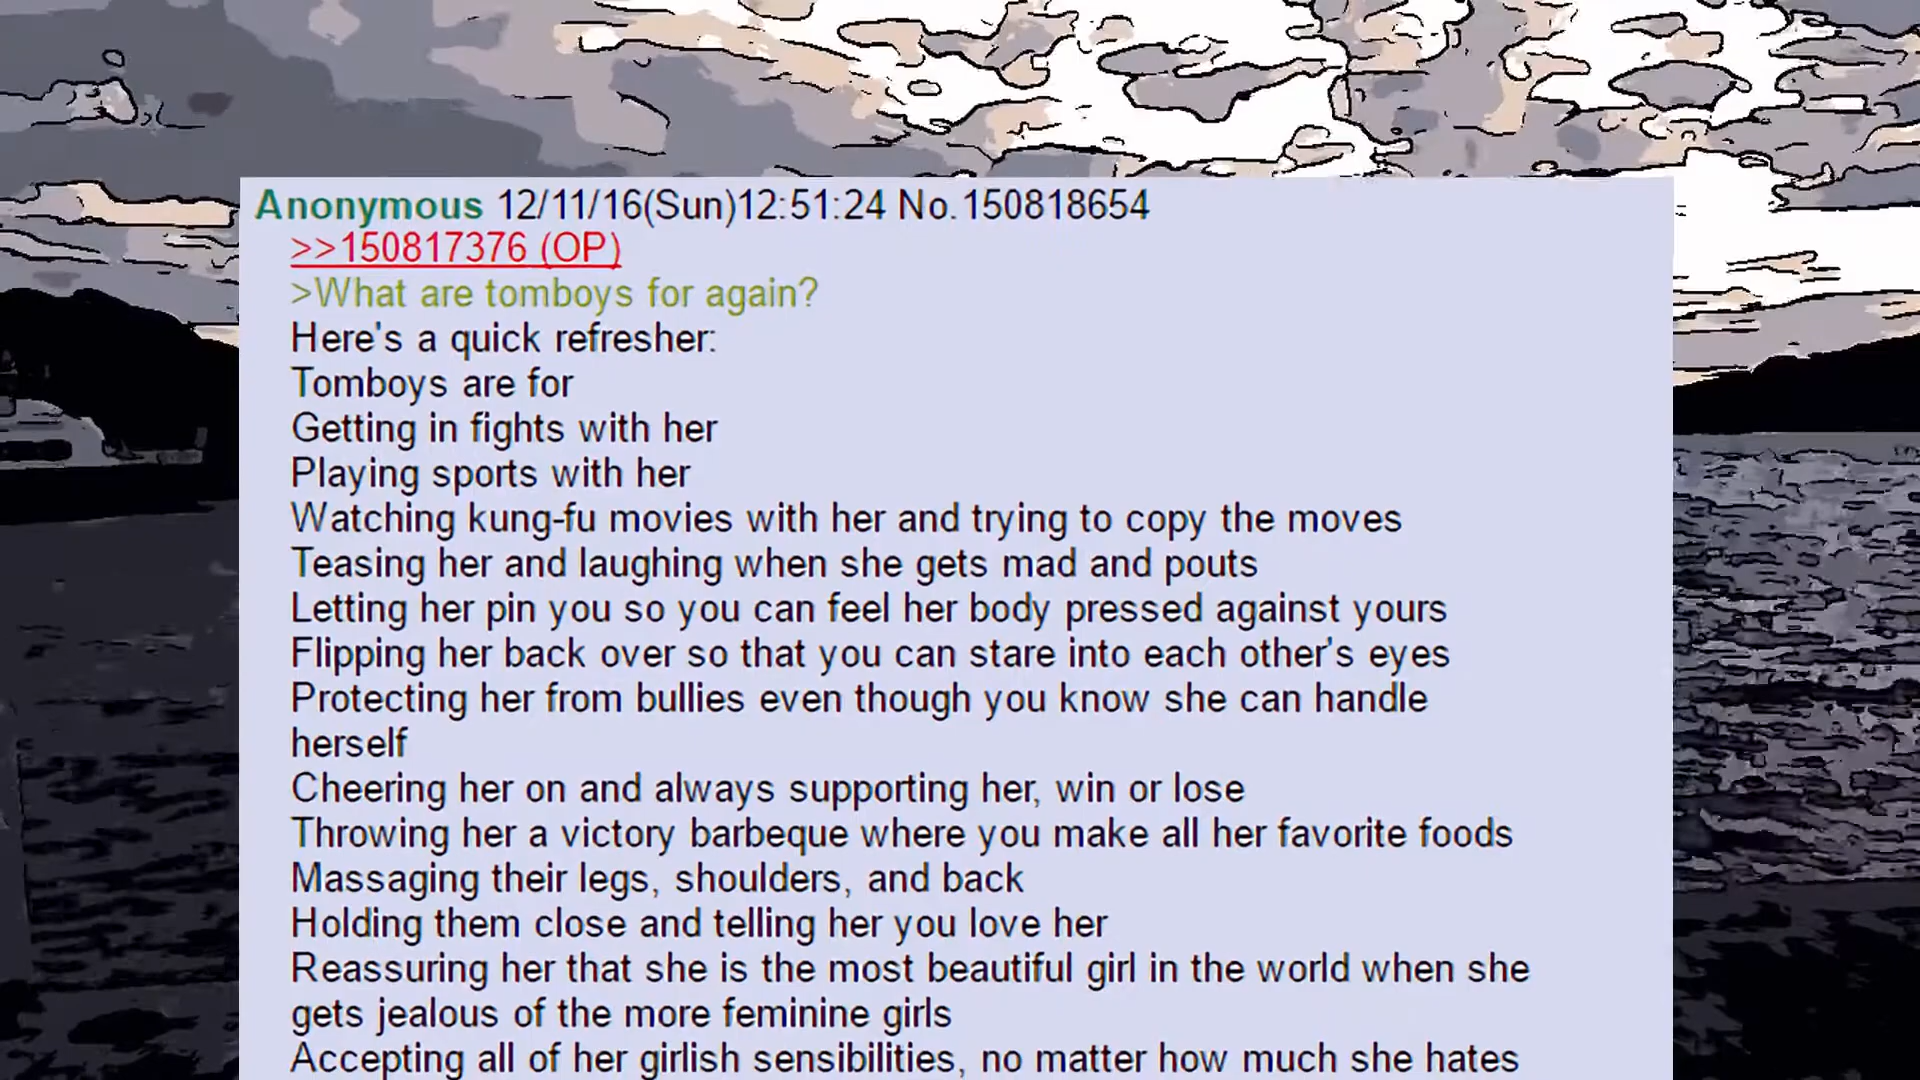 Anonymous 12/11/16(Sun)12:51:24 No.150818654
>>150817376 (OP)
>What are tomboys for again?
Here's a quick refresher:
Tomboys are for
Getting in fights with her
Playing sports with her
Watching kung-fu movies with her and trying to copy the moves
Teasing her and laughing when she gets mad and pouts
Letting her pin you so you can feel her body pressed against yours
Flipping her back over so that you can stare into each other's eyes
Protecting her from bullies even though you know she can handle
herself
Cheering her on and always supporting her, win or lose
Throwing her a victory barbeque where you make all her favorite foods
Massaging their legs, shoulders, and back
Holding them close and telling her you love her
Reassuring her that she is the most beautiful girl in the world when she
gets jealous of the more feminine girls
Accepting all of her girlish sensibilities, no matter how much she hates